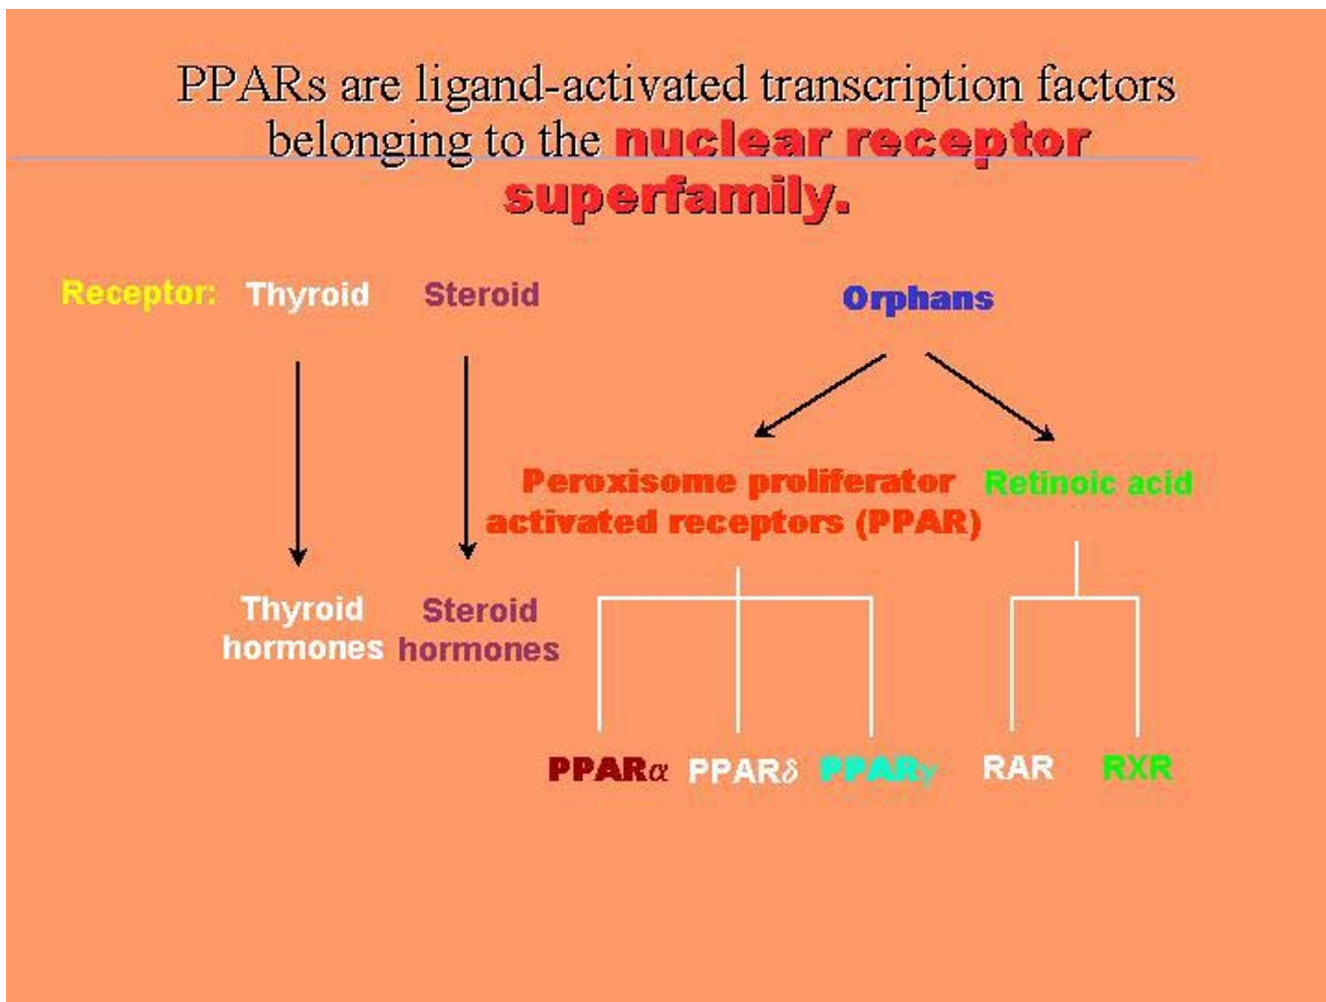 PPARs are ligand-activated transcription factors
belonging to the nuclear receptor
superfamily.
Receptor: Thyroid Steroid Orphans
Peroxisome proliferator
activated receptors (PPAR)
Retinoic acid
Thyroid
hormones
Steroid
hormones
PPARα PPARδ PPARγ RAR RXR